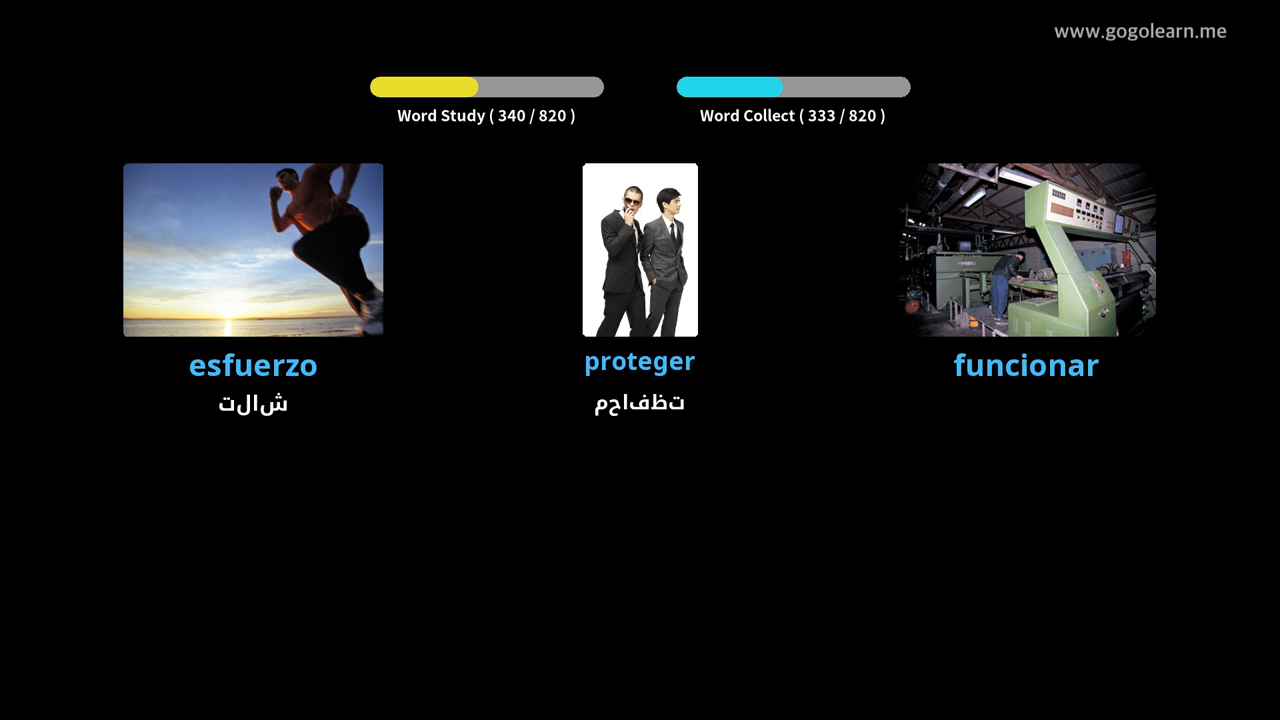 www.gogolearn.me
Word Study ( 340 / 820 )
Word Collect ( 333 / 820 )
esfuerzo
شالت
proteger
تظفاحم
funcionar